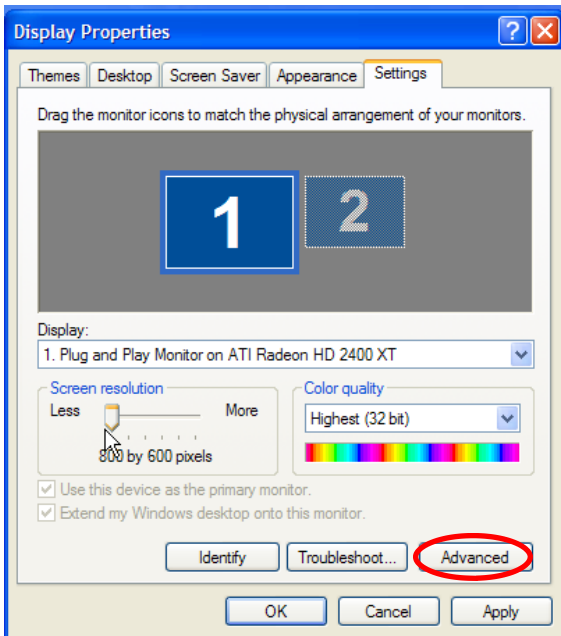 Display Properties
Themes Desktop Screen Saver Appearance Settings
Drag the monitor icons to match the physical arrangement of your monitors.
1 2
Display:
1. Plug and Play Monitor on ATI Radeon HD 2400 XT
Screen resolution
Less More
800 by 600 pixels
Color quality
Highest (32 bit)
Use this device as the primary monitor.
Extend my Windows desktop onto this monitor.
Identify Troubleshoot... Advanced
OK Cancel Apply